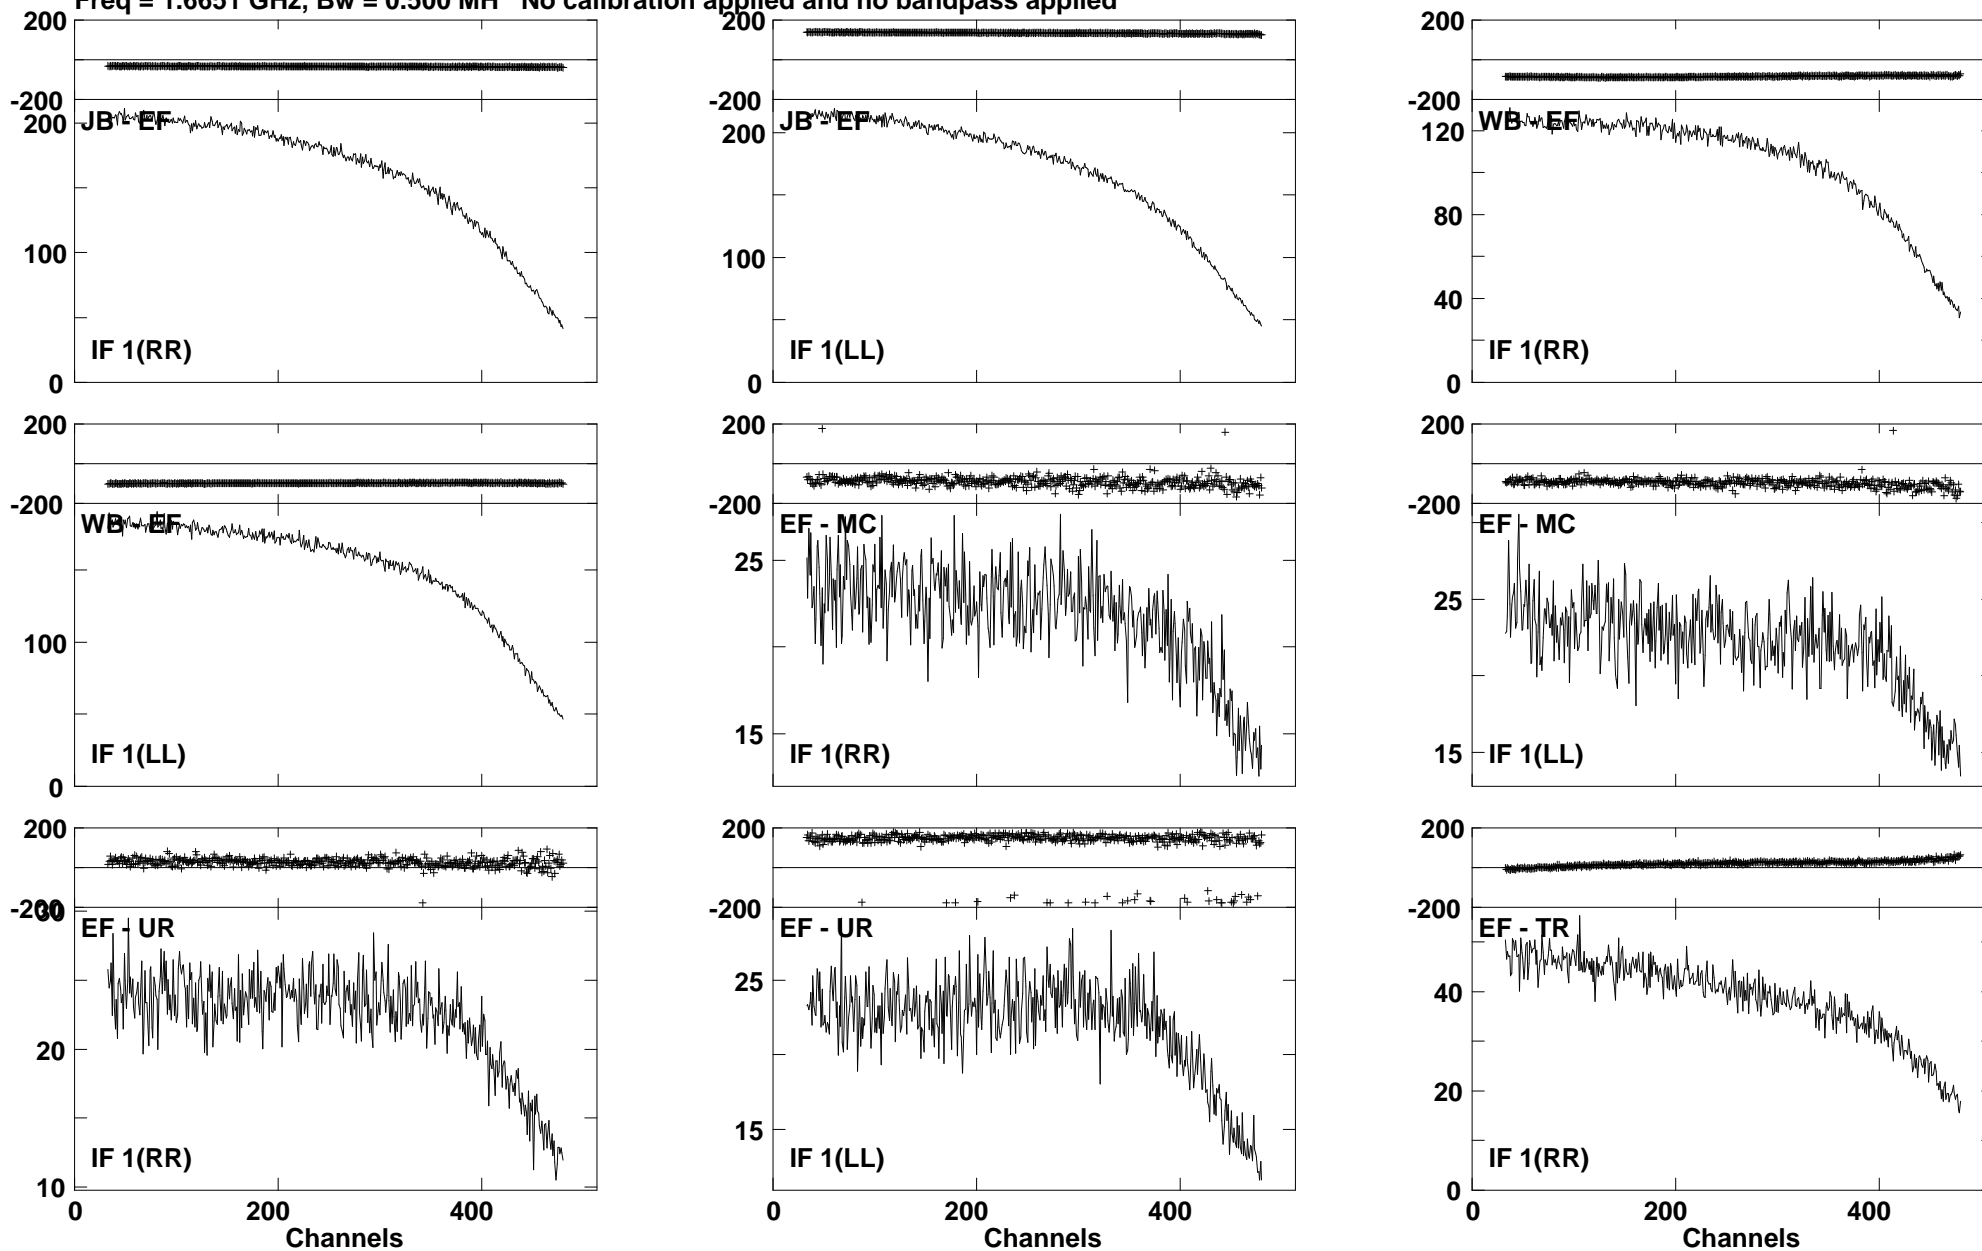 Freq = 1.6651 GHz, Bw = 0.500 MH No calibration applied and no bandpass applied
200 200 200
-200 -200 -200
200 JB - EF 200 JB - EF 120 WB - EF
100 100 80
40
IF 1(RR) IF 1(LL) IF 1(RR)
0 0 0
200 200 200
-200 -200 -200
WB - EF EF - MC EF - MC
25 25
100
15 15
IF 1(LL) IF 1(RR) IF 1(LL)
0
200 200 200
-200 -200 -200
30 EF - UR EF - UR EF - TR
25 40
20 20
15
IF 1(RR) IF 1(LL) IF 1(RR)
10 0
0 200 400 0 200 400 0 200 400
Channels Channels Channels